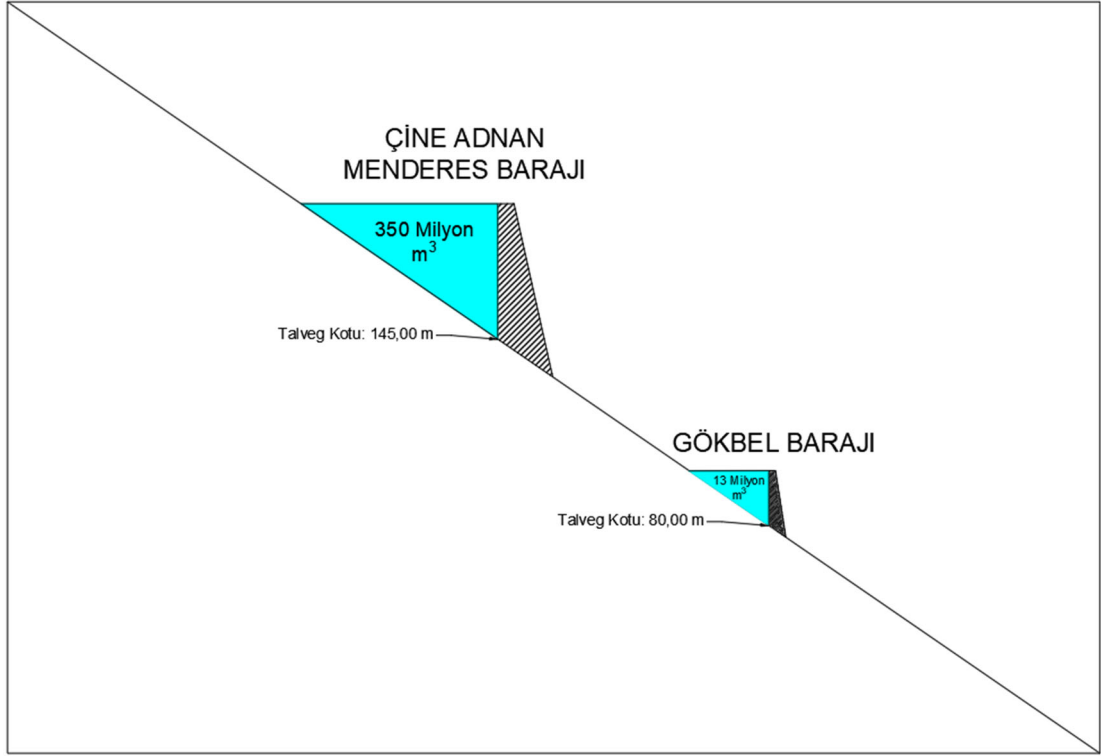 ÇİNE ADNAN
MENDERES BARAJI
350 Milyon
m³
Talveg Kotu: 145,00 m
GÖKBEL BARAJI
13 Milyon
m³
Talveg Kotu: 80,00 m